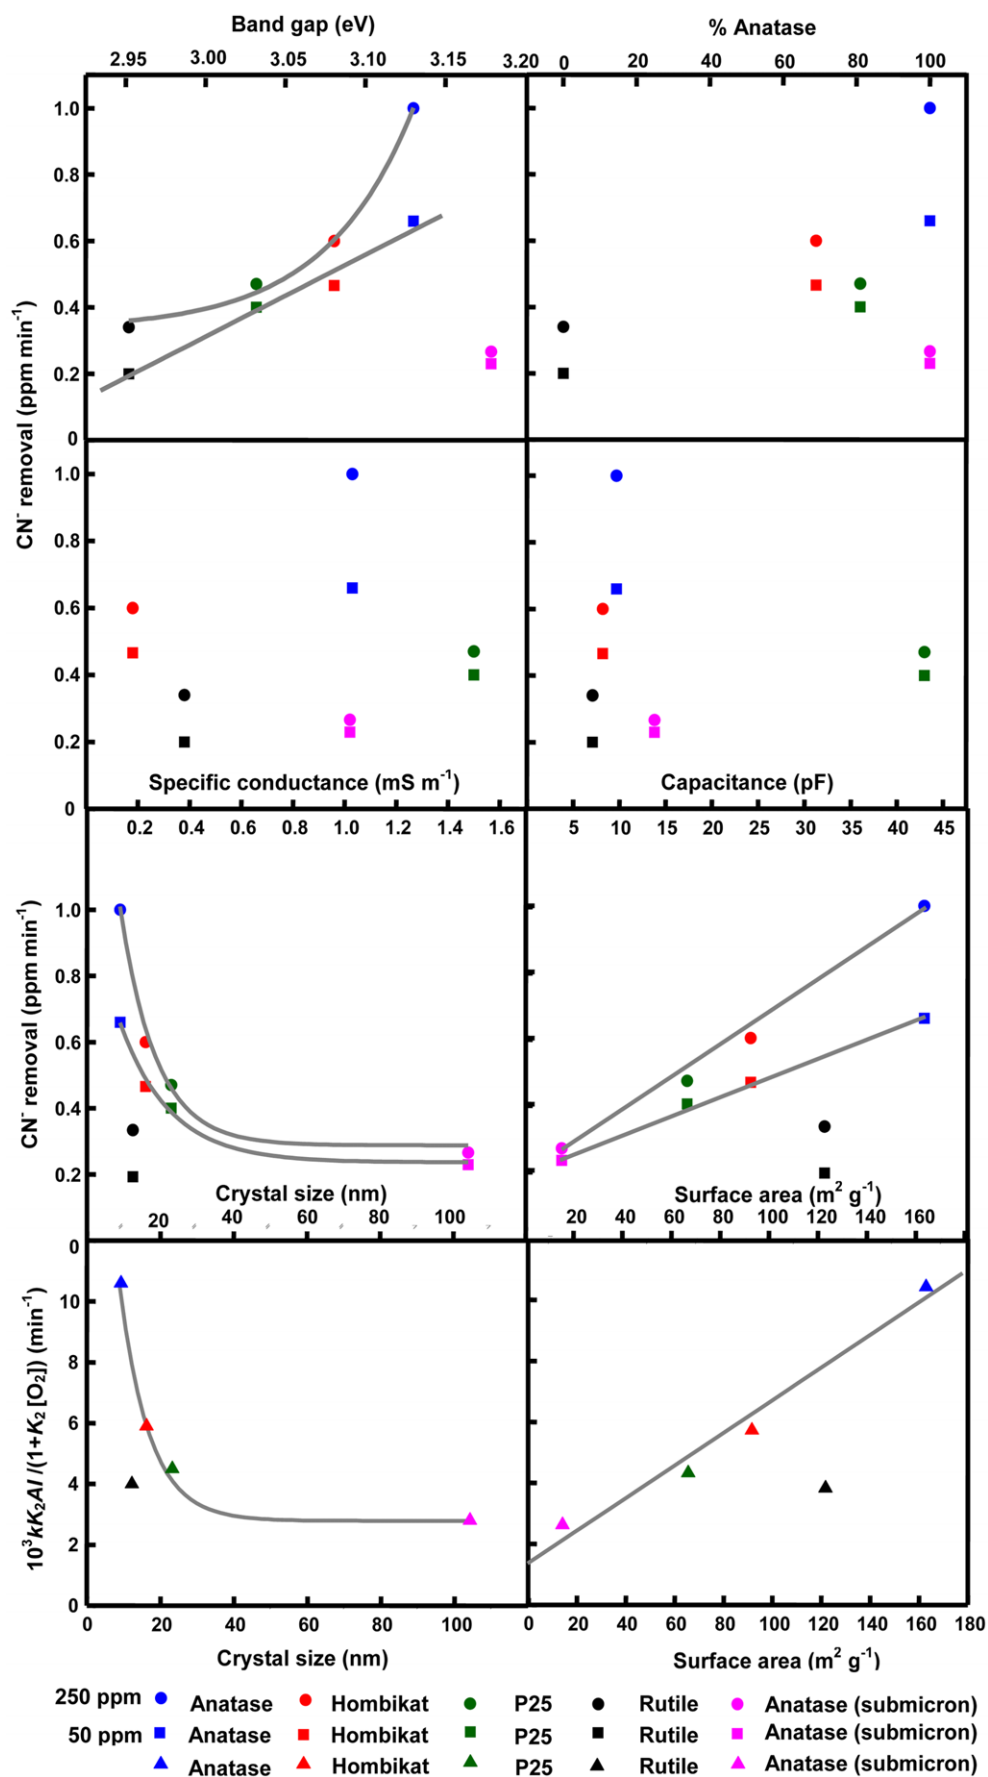 Band gap (eV)
% Anatase
2.95 3.00 3.05 3.10 3.15 3.20
0 20 40 60 80 100
1.0
0.8
0.6
0.4
0.2
0
CN⁻ removal (ppm min⁻¹)
1.0
0.8
0.6
0.4
0.2
0
Specific conductance (mS m⁻¹)
Capacitance (pF)
0.2 0.4 0.6 0.8 1.0 1.2 1.4 1.6
5 10 15 20 25 30 35 40 45
CN⁻ removal (ppm min⁻¹)
1.0
0.8
0.6
0.4
0.2
0
Crystal size (nm)
Surface area (m² g⁻¹)
20 40 60 80 100
20 40 60 80 100 120 140 160 180
10³kK₂AI /(1+K₂ [O₂]) (min⁻¹)
10
8
6
4
2
0
0 20 40 60 80 100
0 20 40 60 80 100 120 140 160 180
Crystal size (nm)
Surface area (m² g⁻¹)
250 ppm Anatase Hombikat P25 Rutile Anatase (submicron)
50 ppm Anatase Hombikat P25 Rutile Anatase (submicron)
Anatase Hombikat P25 Rutile Anatase (submicron)